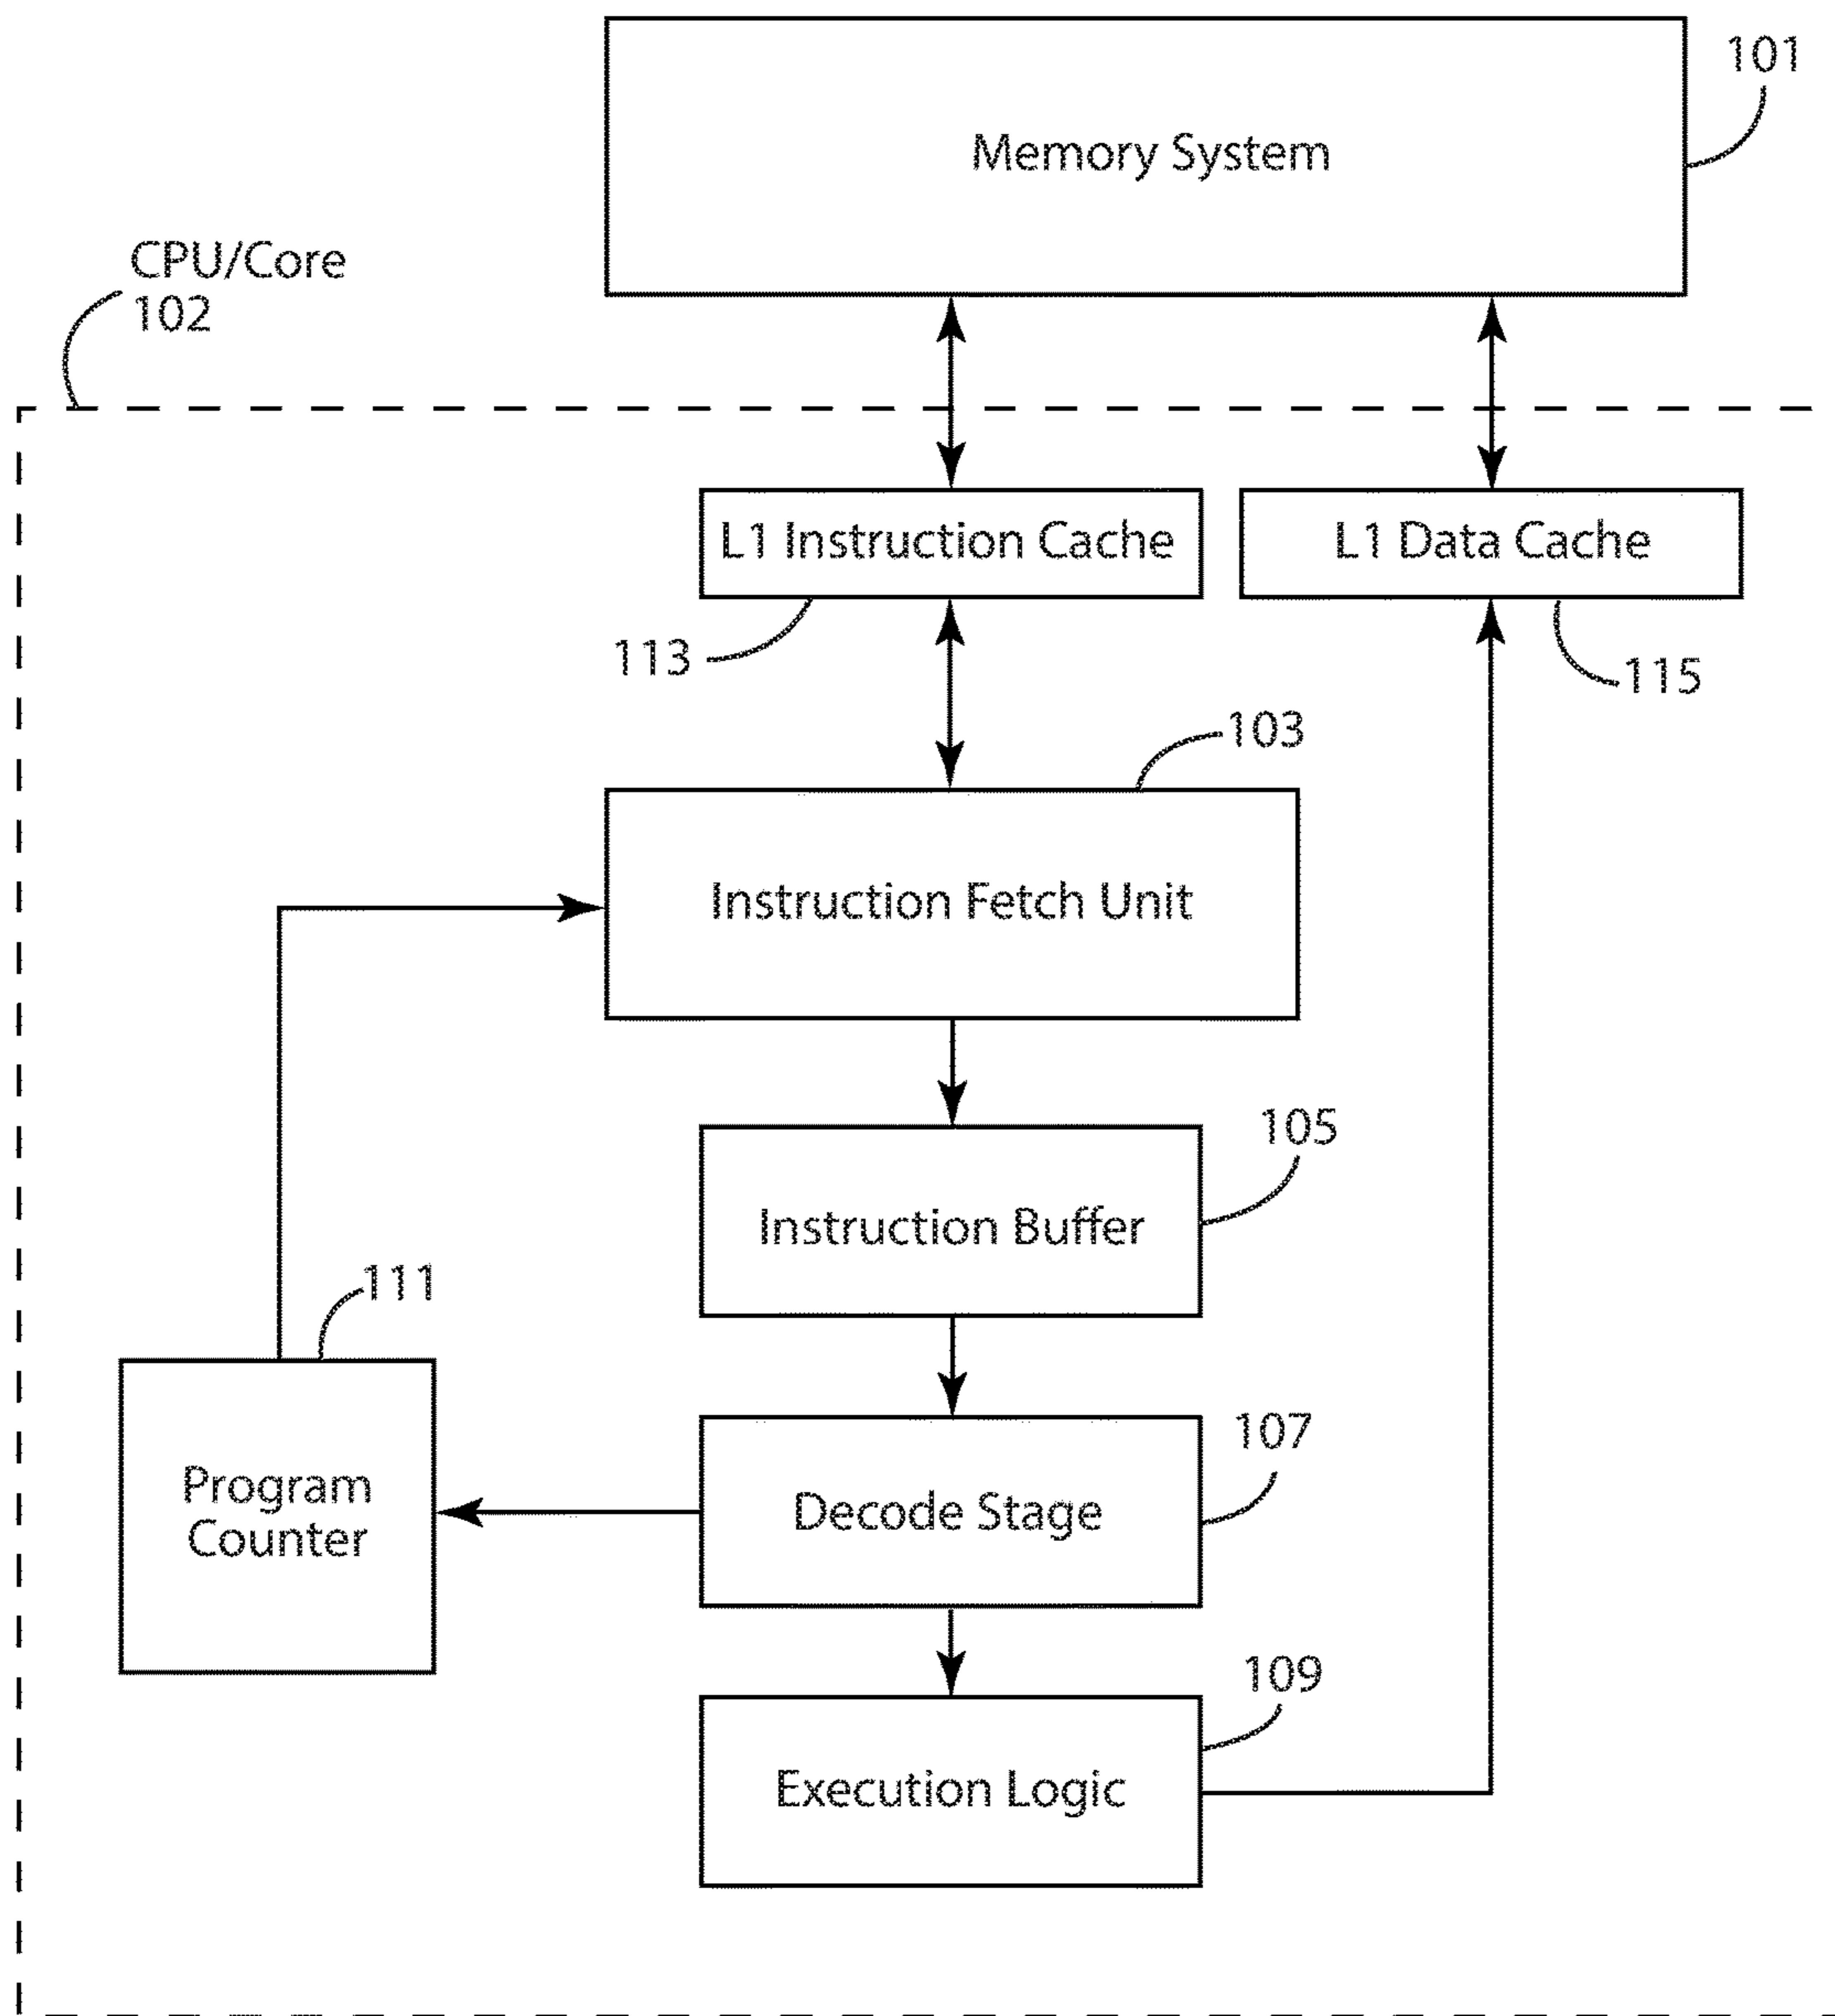 101
Memory System
CPU/Core
102
L1 Instruction Cache
L1 Data Cache
113
115
103
Instruction Fetch Unit
105
Instruction Buffer
111
107
Program
Counter
Decode Stage
109
Execution Logic